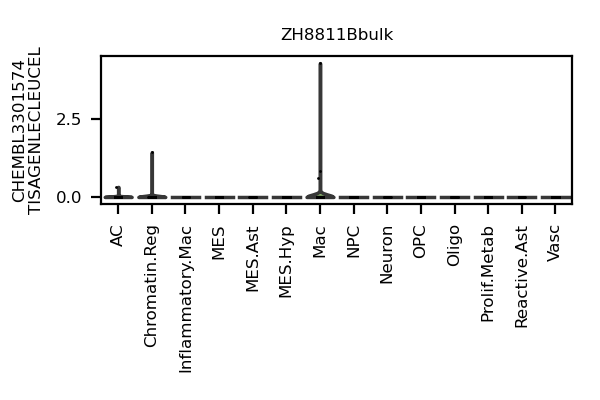 ZH8811Bbulk
CHEMBL3301574
TISAGENLECLEUCEL
2.5
0.0
AC
Chromatin.Reg
Inflammatory.Mac
MES
MES.Ast
MES.Hyp
Mac
NPC
Neuron
OPC
Oligo
Prolif.Metab
Reactive.Ast
Vasc